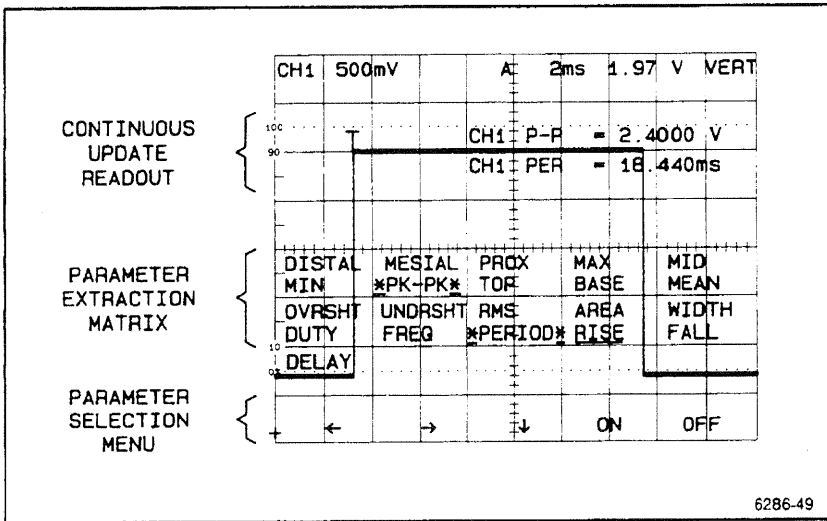 CH1 500mV A 2ms 1.97 V VERT
CONTINUOUS
UPDATE
READOUT
100
CH1 P-P = 2.4000 V
90
CH1 PER = 18.440ms
PARAMETER
EXTRACTION
MATRIX
DISTAL MESIAL PROX MAX MID
MIN *PK-PK* TOP BASE MEAN
OVRSHT UNDRSHT RMS AREA WIDTH
DUTY FREQ *PERIOD* RISE FALL
10
DELAY
0%
PARAMETER
SELECTION
MENU
← → ↓ ON OFF
6286-49